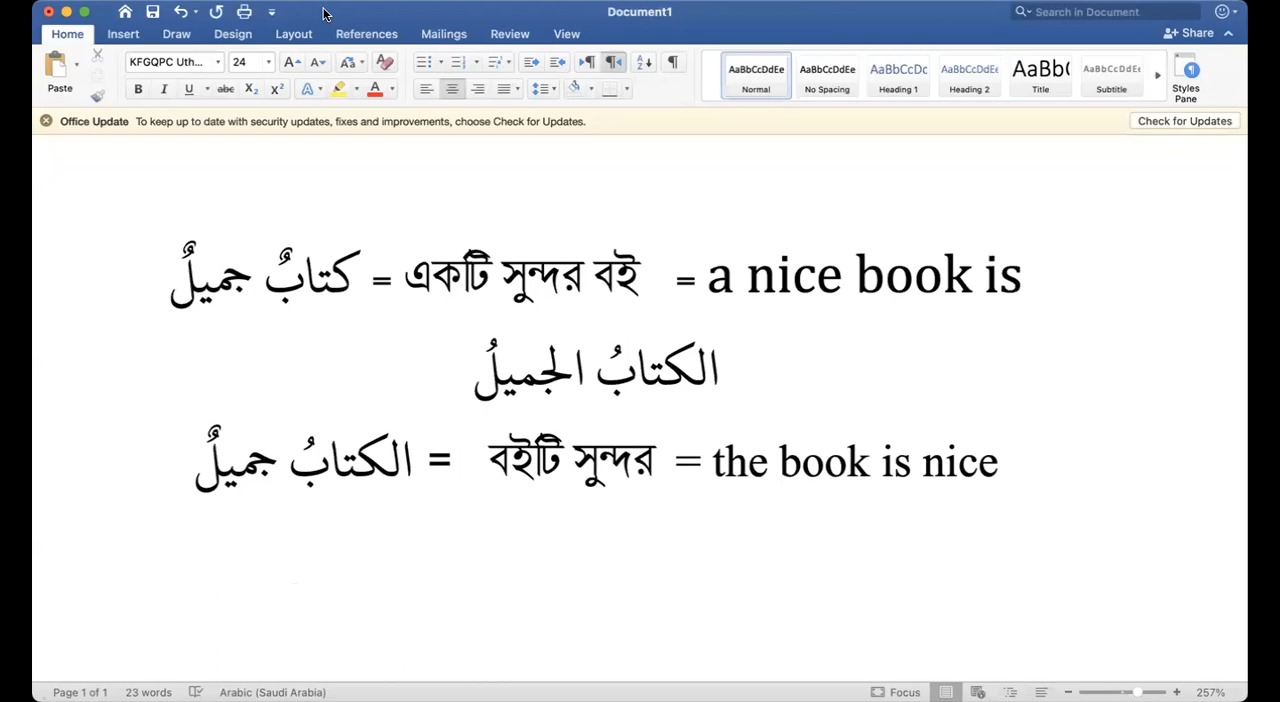 Document1
Search in Document
Home Insert Draw Design Layout References Mailings Review View
Share
Paste
KFGQPC Uth... 24
AaBbCcDdEe AaBbCcDdEe AaBbCcDc AaBbCcDdEe AaBb( AaBbCcDdEe
Normal No Spacing Heading 1 Heading 2 Title Subtitle
Styles Pane
Office Update To keep up to date with security updates, fixes and improvements, choose Check for Updates.
Check for Updates
كتابٌ جميلٌ = একটি সুন্দর বই = a nice book is
الكتابُ الجميلُ
الكتابُ جميلٌ = বইটি সুন্দর = the book is nice
Page 1 of 1 23 words Arabic (Saudi Arabia) Focus 257%